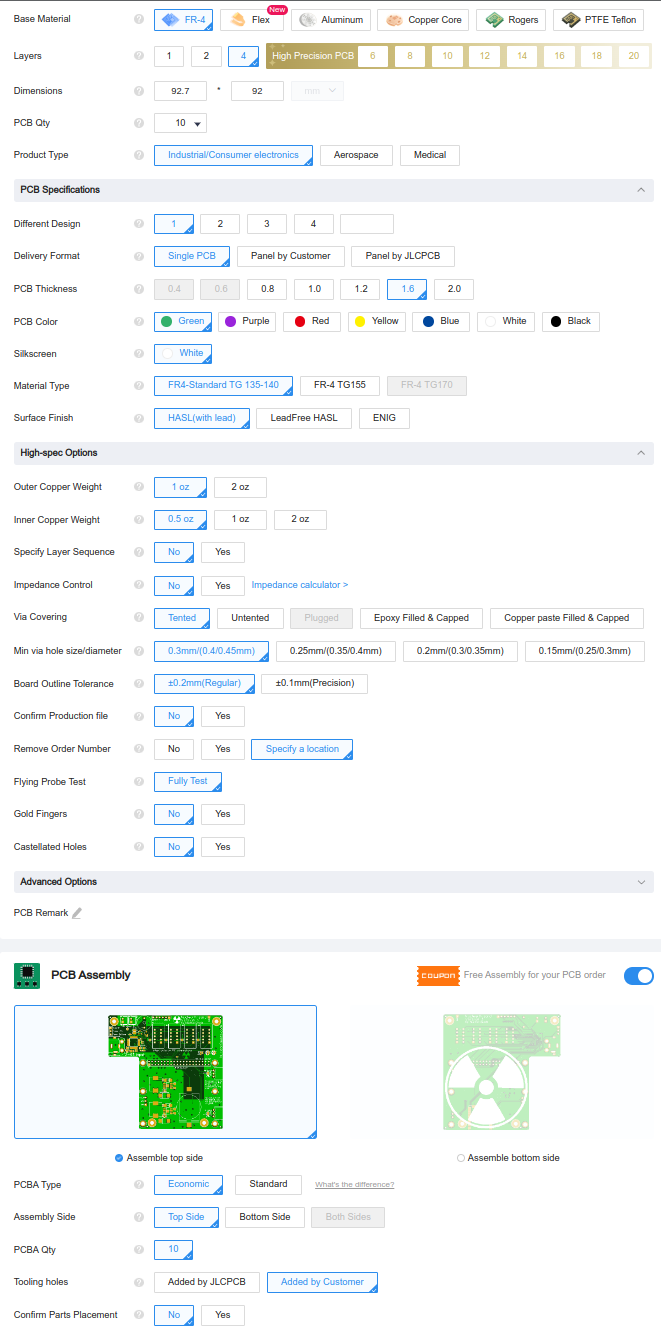 New
Base Material FR-4 Flex Aluminum Copper Core Rogers PTFE Teflon
Layers 1 2 4 High Precision PCB 6 8 10 12 14 16 18 20
Dimensions 92.7 * 92 mm
PCB Qty 10
Product Type Industrial/Consumer electronics Aerospace Medical
PCB Specifications
Different Design 1 2 3 4
Delivery Format Single PCB Panel by Customer Panel by JLCPCB
PCB Thickness 0.4 0.6 0.8 1.0 1.2 1.6 2.0
PCB Color Green Purple Red Yellow Blue White Black
Silkscreen White
Material Type FR4-Standard TG 135-140 FR-4 TG155 FR-4 TG170
Surface Finish HASL(with lead) LeadFree HASL ENIG
High-spec Options
Outer Copper Weight 1 oz 2 oz
Inner Copper Weight 0.5 oz 1 oz 2 oz
Specify Layer Sequence No Yes
Impedance Control No Yes Impedance calculator >
Via Covering Tented Untented Plugged Epoxy Filled & Capped Copper paste Filled & Capped
Min via hole size/diameter 0.3mm/(0.4/0.45mm) 0.25mm/(0.35/0.4mm) 0.2mm/(0.3/0.35mm) 0.15mm/(0.25/0.3mm)
Board Outline Tolerance ±0.2mm(Regular) ±0.1mm(Precision)
Confirm Production file No Yes
Remove Order Number No Yes Specify a location
Flying Probe Test Fully Test
Gold Fingers No Yes
Castellated Holes No Yes
Advanced Options
PCB Remark
PCB Assembly COUPON Free Assembly for your PCB order
Assemble top side Assemble bottom side
PCBA Type Economic Standard What's the difference?
Assembly Side Top Side Bottom Side Both Sides
PCBA Qty 10
Tooling holes Added by JLCPCB Added by Customer
Confirm Parts Placement No Yes